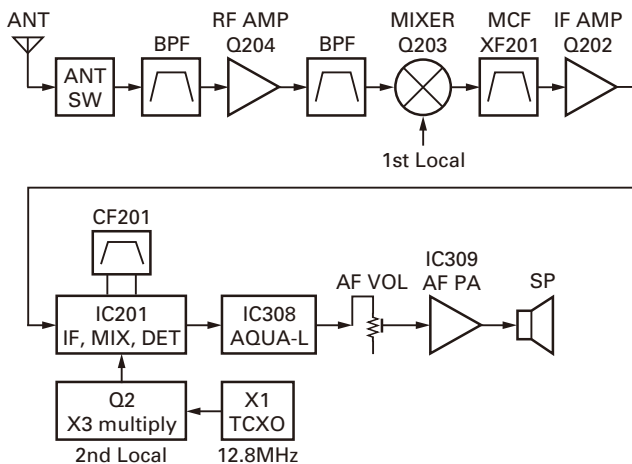 ANT
ANT
SW
BPF
RF AMP
Q204
BPF
MIXER
Q203
1st Local
MCF
XF201
IF AMP
Q202
CF201
IC201
IF, MIX, DET
IC308
AQUA-L
AF VOL
IC309
AF PA
SP
Q2
X3 multiply
2nd Local
X1
TCXO
12.8MHz